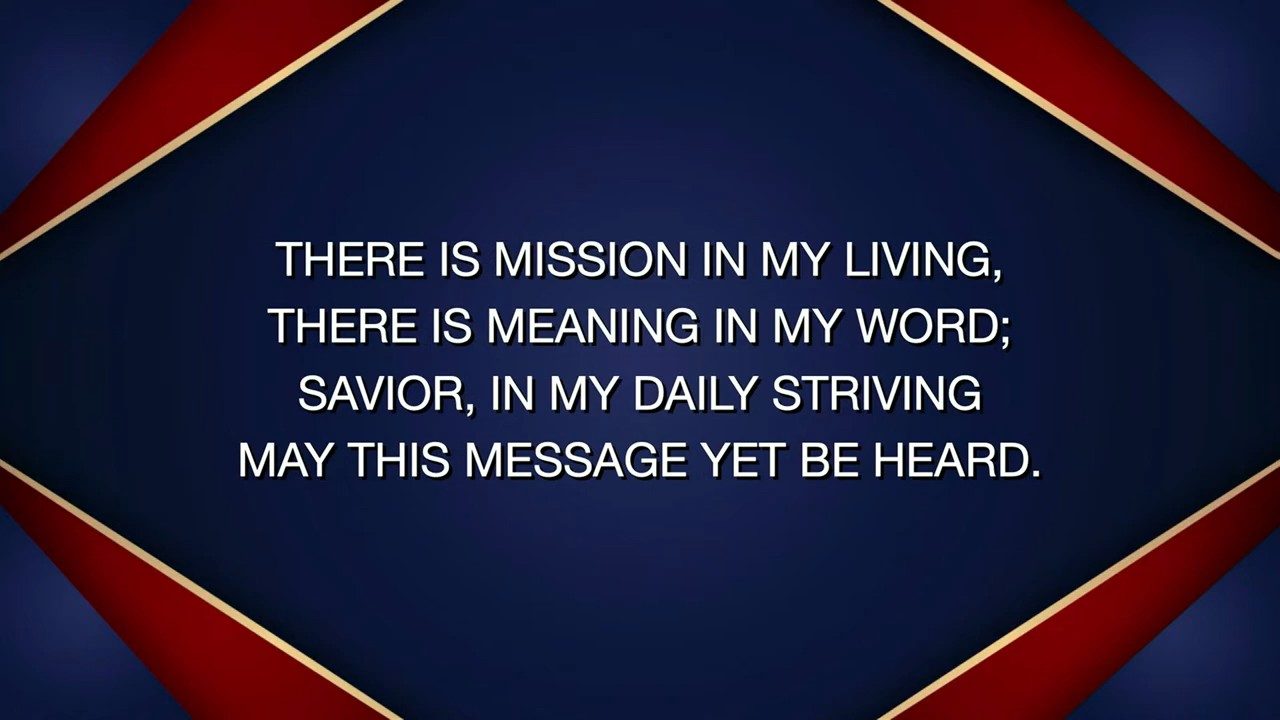 THERE IS MISSION IN MY LIVING,
THERE IS MEANING IN MY WORD;
SAVIOR, IN MY DAILY STRIVING
MAY THIS MESSAGE YET BE HEARD.